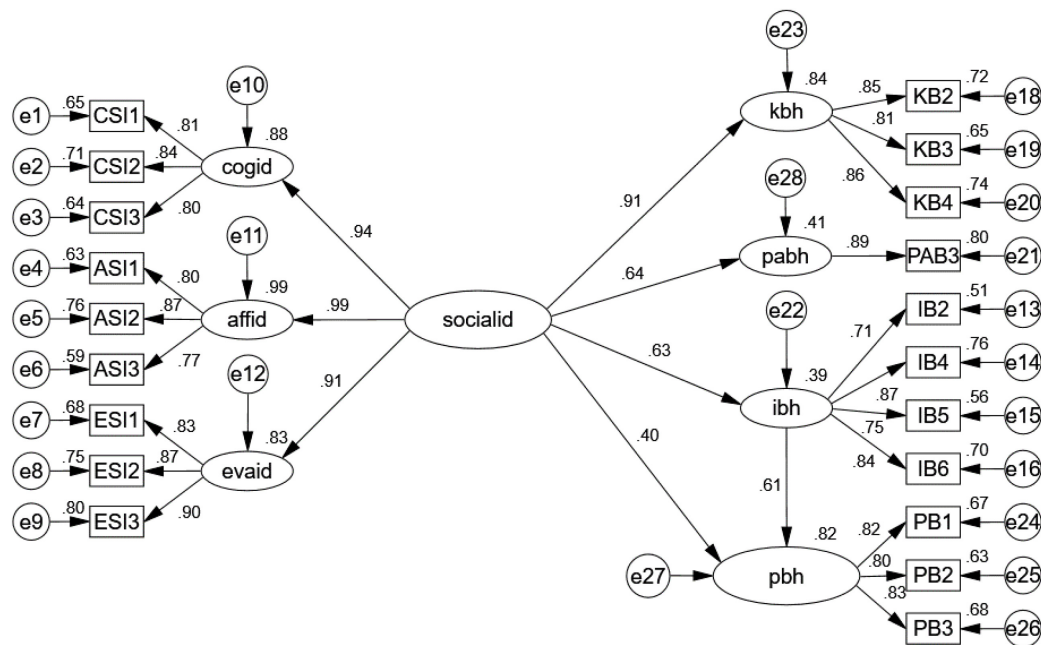 e23
e10
.84
.85
.72
KB2
e18
.65
CSI1
e1
.81
.88
kbh
.81
.65
KB3
e19
.71
CSI2
e2
.84
cogid
.86
.74
KB4
e20
.64
CSI3
e3
.80
e28
.91
.94
.41
e11
.63
ASI1
e4
.80
pabh
.89
.80
PAB3
e21
.99
.64
.76
ASI2
e5
.87
affid
.99
socialid
e22
.51
IB2
e13
.59
ASI3
e6
.77
.71
e12
.63
.76
IB4
e14
.91
.39
.68
ESI1
e7
.83
ibh
.87
.56
IB5
e15
.83
.75
.75
ESI2
e8
.87
evaid
.40
.84
.70
IB6
e16
.61
.80
ESI3
e9
.90
.67
PB1
e24
.82
.82
e27
pbh
.80
.63
PB2
e25
.83
.68
PB3
e26